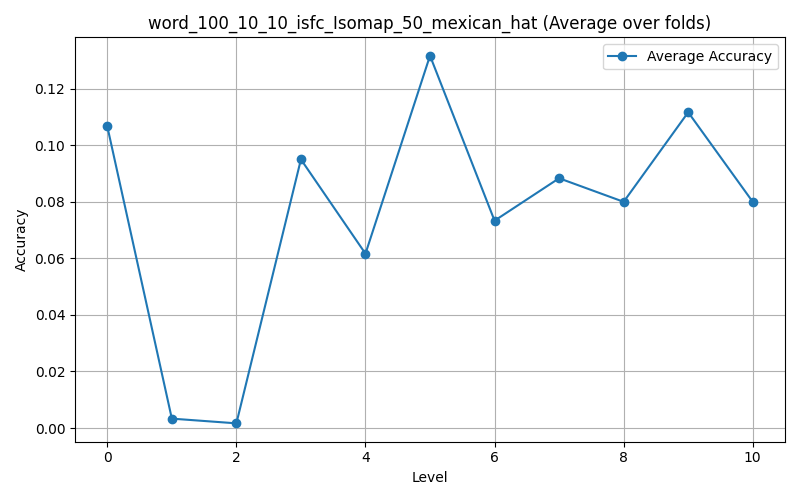 word_100_10_10_isfc_Isomap_50_mexican_hat (Average over folds)
Average Accuracy
Accuracy
0.12
0.10
0.08
0.06
0.04
0.02
0.00
0 2 4 6 8 10
Level